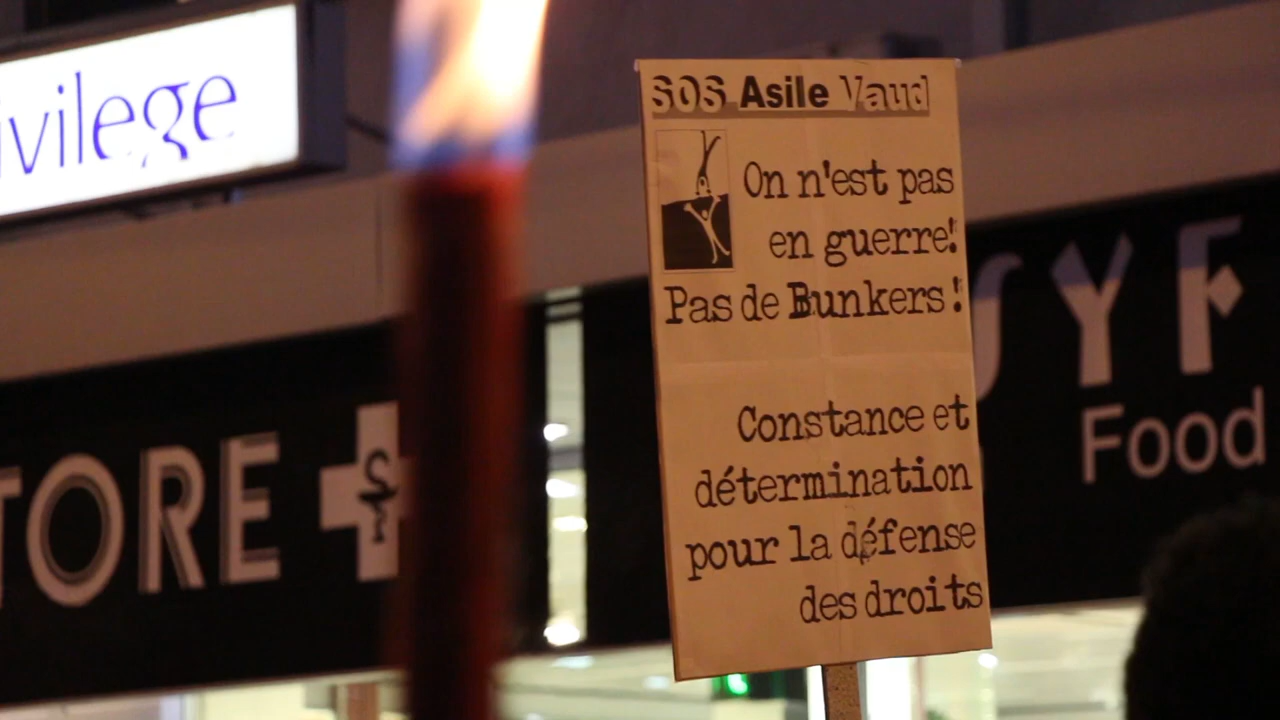 ivilege
SOS Asile Vaud
On n'est pas
en guerre!
Pas de Bunkers !
Constance et
détermination
pour la défense
des droits
TORE
SYF
Food